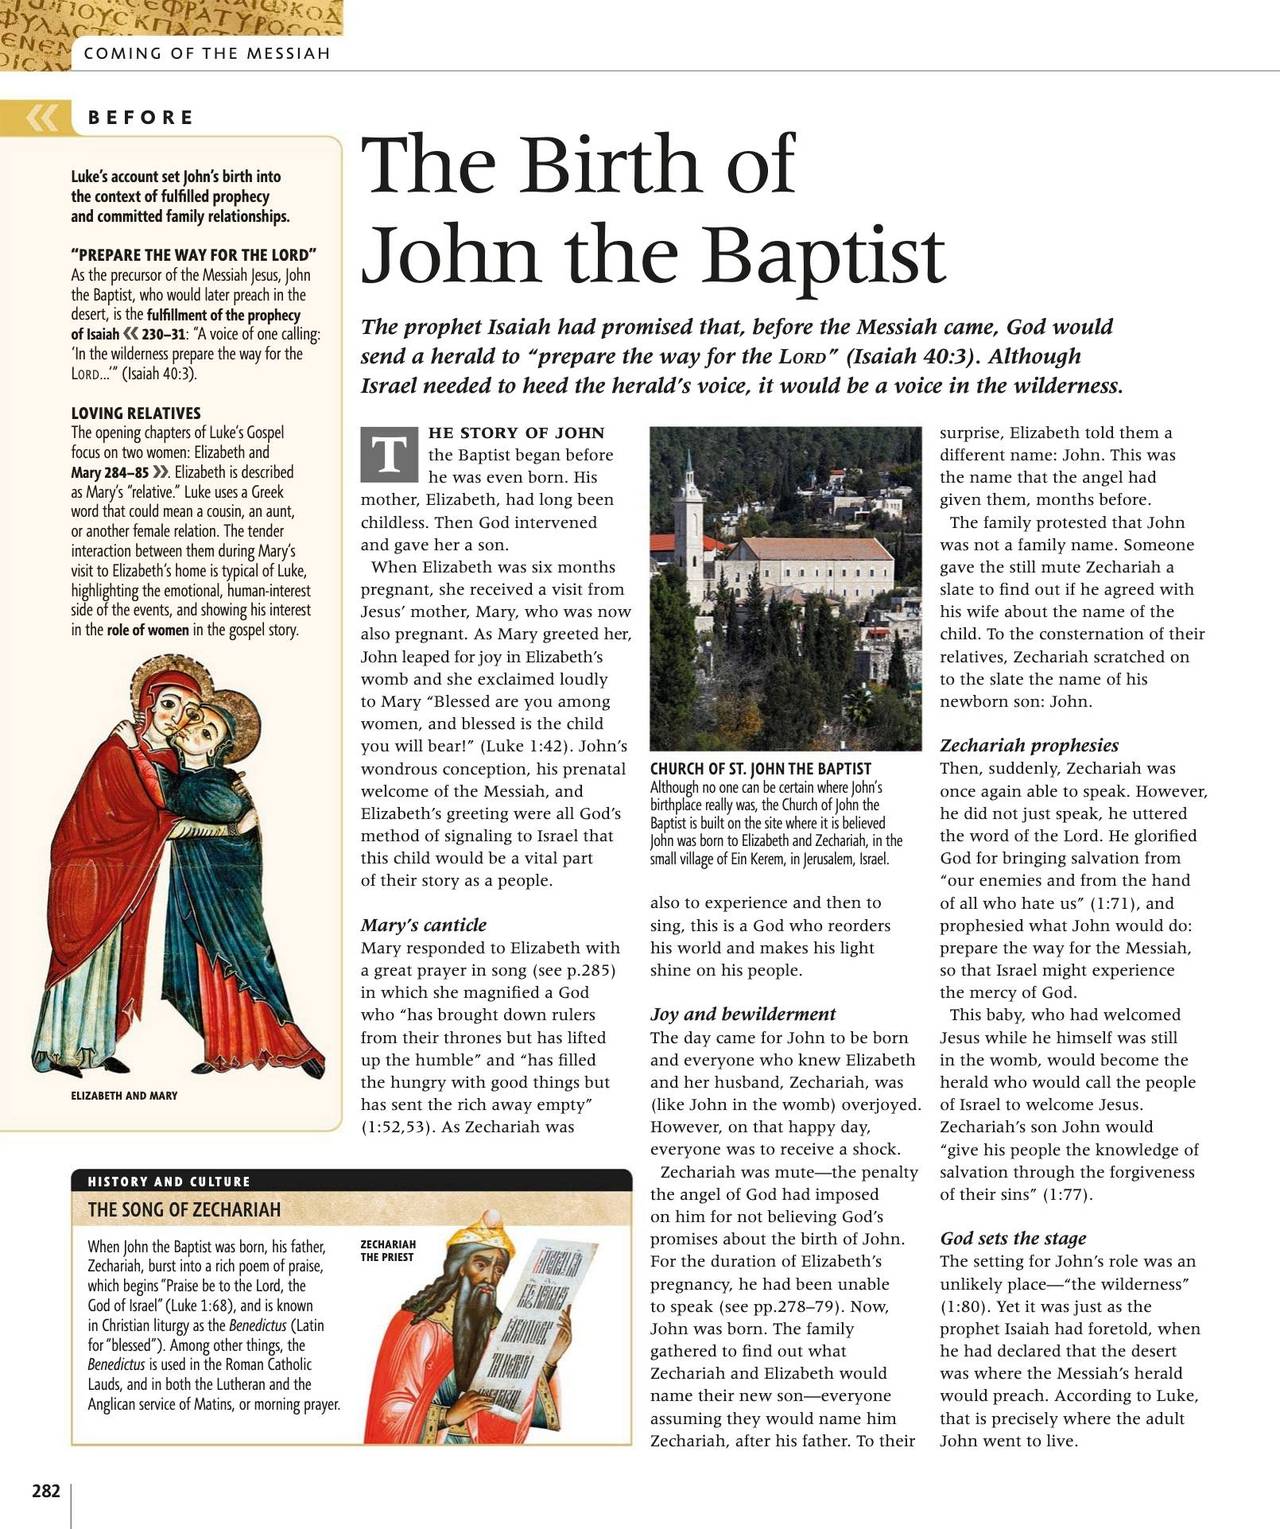 COMING OF THE MESSIAH
BEFORE
Luke's account set John's birth into
the context of fulfilled prophecy
and committed family relationships.
“PREPARE THE WAY FOR THE LORD”
As the precursor of the Messiah Jesus, John
the Baptist, who would later preach in the
desert, is the fulfillment of the prophecy
of Isaiah « 230–31: “A voice of one calling:
‘In the wilderness prepare the way for the
LORD...’” (Isaiah 40:3).
LOVING RELATIVES
The opening chapters of Luke's Gospel
focus on two women: Elizabeth and
Mary 284–85 ». Elizabeth is described
as Mary's “relative.” Luke uses a Greek
word that could mean a cousin, an aunt,
or another female relation. The tender
interaction between them during Mary's
visit to Elizabeth's home is typical of Luke,
highlighting the emotional, human-interest
side of the events, and showing his interest
in the role of women in the gospel story.
ELIZABETH AND MARY
The Birth of
John the Baptist
The prophet Isaiah had promised that, before the Messiah came, God would
send a herald to “prepare the way for the LORD” (Isaiah 40:3). Although
Israel needed to heed the herald's voice, it would be a voice in the wilderness.
THE STORY OF JOHN
the Baptist began before
he was even born. His
mother, Elizabeth, had long been
childless. Then God intervened
and gave her a son.
When Elizabeth was six months
pregnant, she received a visit from
Jesus' mother, Mary, who was now
also pregnant. As Mary greeted her,
John leaped for joy in Elizabeth's
womb and she exclaimed loudly
to Mary “Blessed are you among
women, and blessed is the child
you will bear!” (Luke 1:42). John's
wondrous conception, his prenatal
welcome of the Messiah, and
Elizabeth's greeting were all God's
method of signaling to Israel that
this child would be a vital part
of their story as a people.
Mary's canticle
Mary responded to Elizabeth with
a great prayer in song (see p.285)
in which she magnified a God
who “has brought down rulers
from their thrones but has lifted
up the humble” and “has filled
the hungry with good things but
has sent the rich away empty”
(1:52,53). As Zechariah was
CHURCH OF ST. JOHN THE BAPTIST
Although no one can be certain where John's
birthplace really was, the Church of John the
Baptist is built on the site where it is believed
John was born to Elizabeth and Zechariah, in the
small village of Ein Kerem, in Jerusalem, Israel.
also to experience and then to
sing, this is a God who reorders
his world and makes his light
shine on his people.
Joy and bewilderment
The day came for John to be born
and everyone who knew Elizabeth
and her husband, Zechariah, was
(like John in the womb) overjoyed.
However, on that happy day,
everyone was to receive a shock.
Zechariah was mute—the penalty
the angel of God had imposed
on him for not believing God's
promises about the birth of John.
For the duration of Elizabeth's
pregnancy, he had been unable
to speak (see pp.278–79). Now,
John was born. The family
gathered to find out what
Zechariah and Elizabeth would
name their new son—everyone
assuming they would name him
Zechariah, after his father. To their
surprise, Elizabeth told them a
different name: John. This was
the name that the angel had
given them, months before.
The family protested that John
was not a family name. Someone
gave the still mute Zechariah a
slate to find out if he agreed with
his wife about the name of the
child. To the consternation of their
relatives, Zechariah scratched on
to the slate the name of his
newborn son: John.
Zechariah prophesies
Then, suddenly, Zechariah was
once again able to speak. However,
he did not just speak, he uttered
the word of the Lord. He glorified
God for bringing salvation from
“our enemies and from the hand
of all who hate us” (1:71), and
prophesied what John would do:
prepare the way for the Messiah,
so that Israel might experience
the mercy of God.
This baby, who had welcomed
Jesus while he himself was still
in the womb, would become the
herald who would call the people
of Israel to welcome Jesus.
Zechariah's son John would
“give his people the knowledge of
salvation through the forgiveness
of their sins” (1:77).
God sets the stage
The setting for John's role was an
unlikely place—“the wilderness”
(1:80). Yet it was just as the
prophet Isaiah had foretold, when
he had declared that the desert
was where the Messiah's herald
would preach. According to Luke,
that is precisely where the adult
John went to live.
HISTORY AND CULTURE
THE SONG OF ZECHARIAH
When John the Baptist was born, his father,
Zechariah, burst into a rich poem of praise,
which begins “Praise be to the Lord, the
God of Israel” (Luke 1:68), and is known
in Christian liturgy as the Benedictus (Latin
for “blessed”). Among other things, the
Benedictus is used in the Roman Catholic
Lauds, and in both the Lutheran and the
Anglican service of Matins, or morning prayer.
ZECHARIAH
THE PRIEST
282